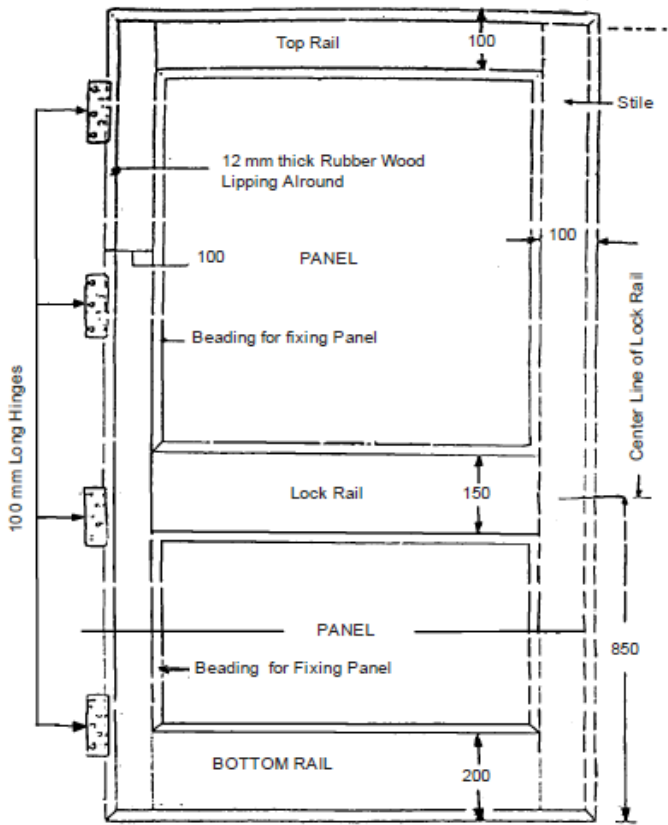 Top Rail
100
Stile
12 mm thick Rubber Wood
Lipping Alround
100
100
PANEL
Beading for fixing Panel
Center Line of Lock Rail
100 mm Long Hinges
Lock Rail
150
PANEL
850
Beading for Fixing Panel
BOTTOM RAIL
200